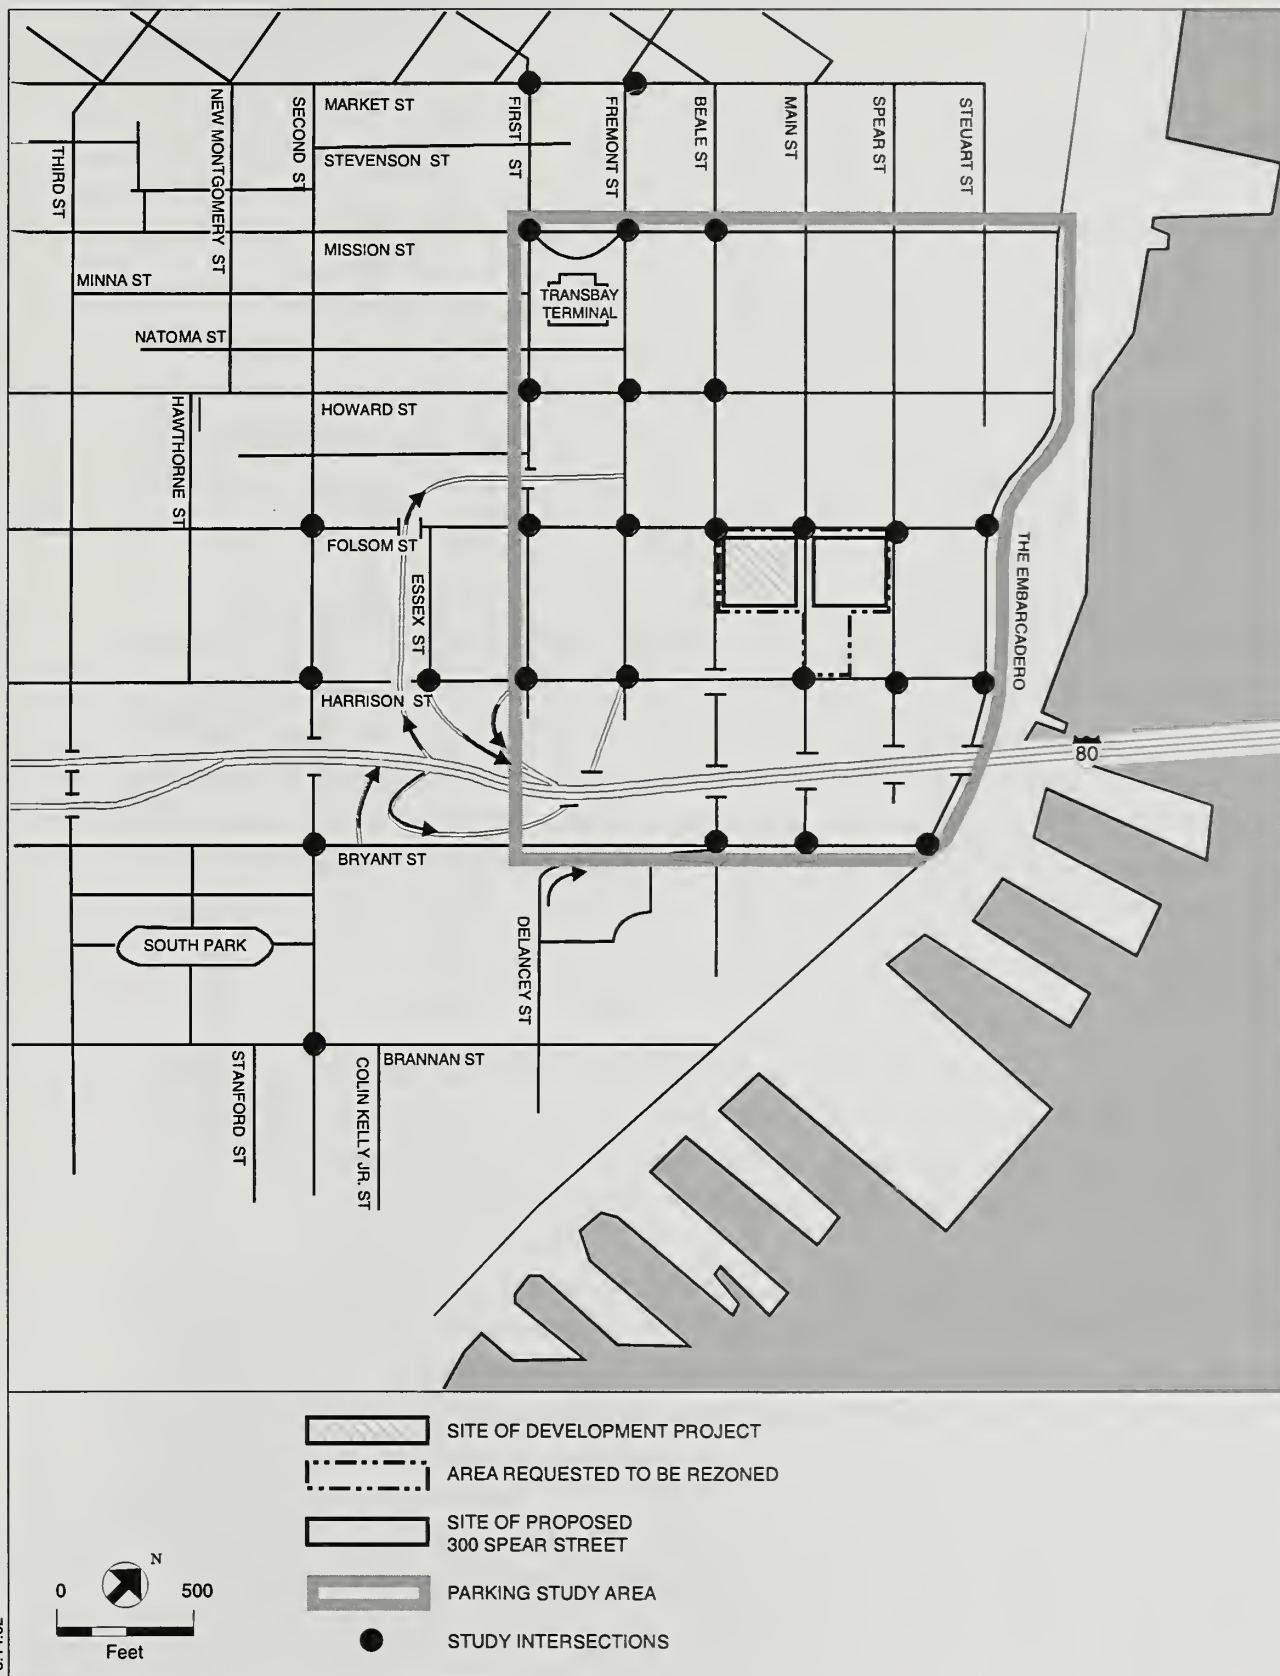 MARKET ST
STEVENSON ST
THIRD ST
NEW MONTGOMERY ST
SECOND ST
FIRST ST
FREMONT ST
BEALE ST
MAIN ST
SPEAR ST
STEUART ST
MISSION ST
MINNA ST
TRANSBAY
TERMINAL
NATOMA ST
HOWARD ST
HAWTHORNE ST
FOLSOM ST
ESSEX ST
THE EMBARCADERO
HARRISON ST
80
BRYANT ST
SOUTH PARK
DELANCEY ST
BRANNAN ST
STANFORD ST
COLIN KELLY JR. ST
SITE OF DEVELOPMENT PROJECT
AREA REQUESTED TO BE REZONED
SITE OF PROPOSED
300 SPEAR STREET
PARKING STUDY AREA
STUDY INTERSECTIONS
N
0 500
Feet